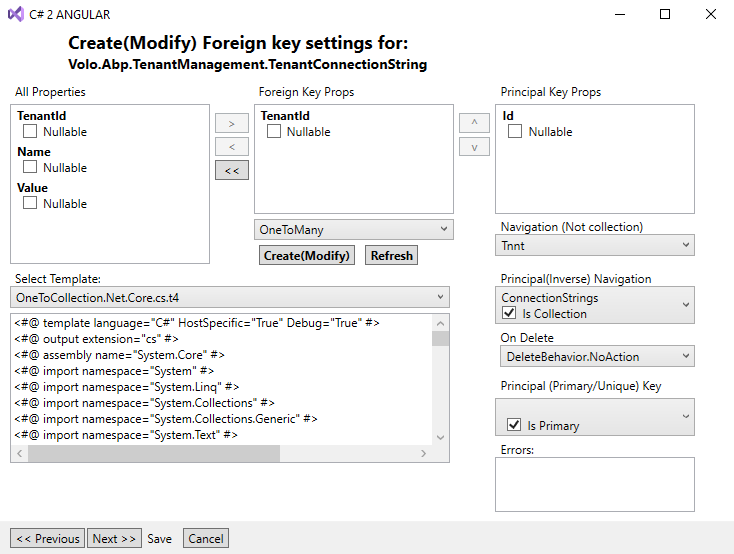 C# 2 ANGULAR
Create(Modify) Foreign key settings for:
Volo.Abp.TenantManagement.TenantConnectionString
All Properties
TenantId
Nullable
Name
Nullable
Value
Nullable
>
<
<<
Foreign Key Props
TenantId
Nullable
^
v
Principal Key Props
Id
Nullable
OneToMany
Create(Modify)
Refresh
Navigation (Not collection)
Tnnt
Select Template:
OneToCollection.Net.Core.cs.t4
<#@ template language="C#" HostSpecific="True" Debug="True" #>
<#@ output extension="cs" #>
<#@ assembly name="System.Core" #>
<#@ import namespace="System" #>
<#@ import namespace="System.Linq" #>
<#@ import namespace="System.Collections" #>
<#@ import namespace="System.Collections.Generic" #>
<#@ import namespace="System.Text" #>
Principal(Inverse) Navigation
ConnectionStrings
Is Collection
On Delete
DeleteBehavior.NoAction
Principal (Primary/Unique) Key
Is Primary
Errors:
<< Previous
Next >>
Save
Cancel